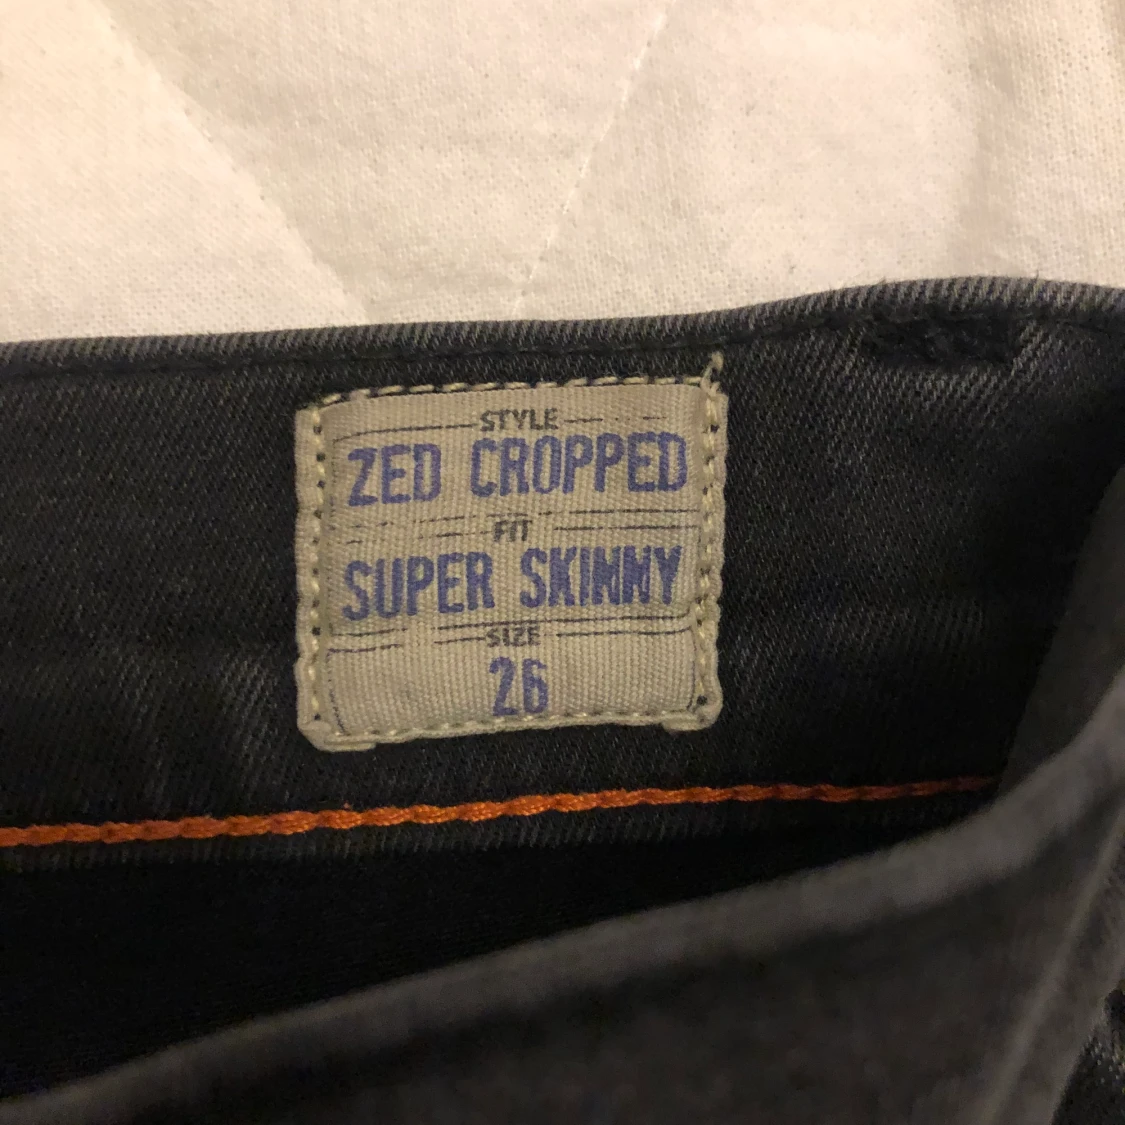 STYLE
ZED CROPPED
FIT
SUPER SKINNY
SIZE
26